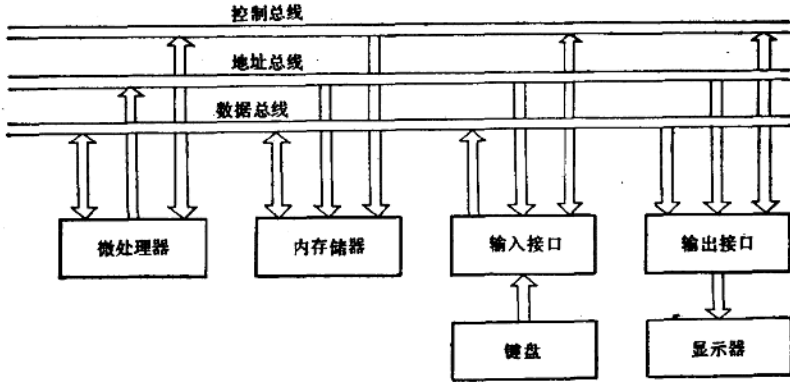 控制总线
地址总线
数据总线
微处理器
内存储器
输入接口
输出接口
键盘
显示器